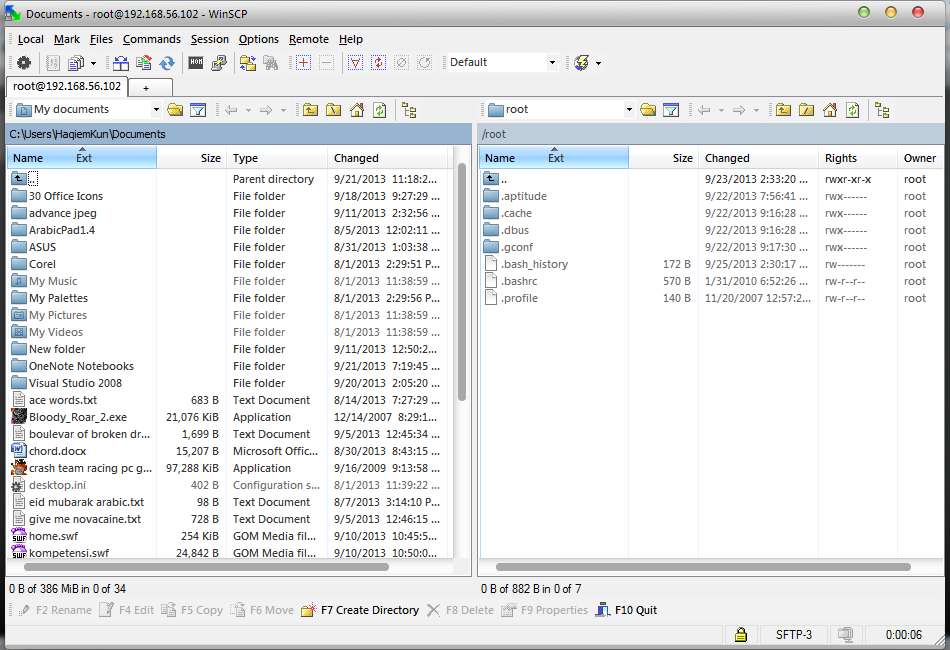 Documents - root@192.168.56.102 - WinSCP
Local Mark Files Commands Session Options Remote Help
Default
root@192.168.56.102 +
My documents root
C:\Users\HaqiemKun\Documents /root
Name Ext Size Type Changed Name Ext Size Changed Rights Owner
.. Parent directory 9/21/2013 11:18:2... .. 9/23/2013 2:33:20 ... rwxr-xr-x root
30 Office Icons File folder 9/18/2013 9:27:29 ... .aptitude 9/22/2013 7:56:41 ... rwx------ root
advance jpeg File folder 9/11/2013 2:32:56 ... .cache 9/22/2013 9:16:28 ... rwx------ root
ArabicPad1.4 File folder 8/5/2013 12:02:11 ... .dbus 9/22/2013 9:16:28 ... rwx------ root
ASUS File folder 8/31/2013 1:03:38 ... .gconf 9/22/2013 9:17:30 ... rwx------ root
Corel File folder 8/1/2013 2:29:51 P... .bash_history 172 B 9/25/2013 2:30:17 ... rw------- root
My Music File folder 8/1/2013 11:38:59 ... .bashrc 570 B 1/31/2010 6:52:26 ... rw-r--r-- root
My Palettes File folder 8/1/2013 2:29:56 P... .profile 140 B 11/20/2007 12:57:2... rw-r--r-- root
My Pictures File folder 8/1/2013 11:38:59 ...
My Videos File folder 8/1/2013 11:38:59 ...
New folder File folder 9/11/2013 12:50:2...
OneNote Notebooks File folder 9/21/2013 7:19:45 ...
Visual Studio 2008 File folder 9/20/2013 2:05:20 ...
ace words.txt 683 B Text Document 8/14/2013 7:27:29 ...
Bloody_Roar_2.exe 21,076 KiB Application 12/14/2007 8:29:1...
boulevar of broken dr... 1,699 B Text Document 9/5/2013 12:45:34 ...
chord.docx 15,207 B Microsoft Offic... 8/30/2013 8:43:15 ...
crash team racing pc g... 97,288 KiB Application 9/16/2009 9:13:58 ...
desktop.ini 402 B Configuration s... 8/1/2013 11:39:22 ...
eid mubarak arabic.txt 98 B Text Document 8/7/2013 3:14:10 P...
give me novacaine.txt 728 B Text Document 9/5/2013 12:46:15 ...
home.swf 254 KiB GOM Media fil... 9/10/2013 10:45:5...
kompetensi.swf 24,842 B GOM Media fil... 9/10/2013 10:50:0...
0 B of 386 MiB in 0 of 34 0 B of 882 B in 0 of 7
F2 Rename F4 Edit F5 Copy F6 Move F7 Create Directory F8 Delete F9 Properties F10 Quit
SFTP-3 0:00:06